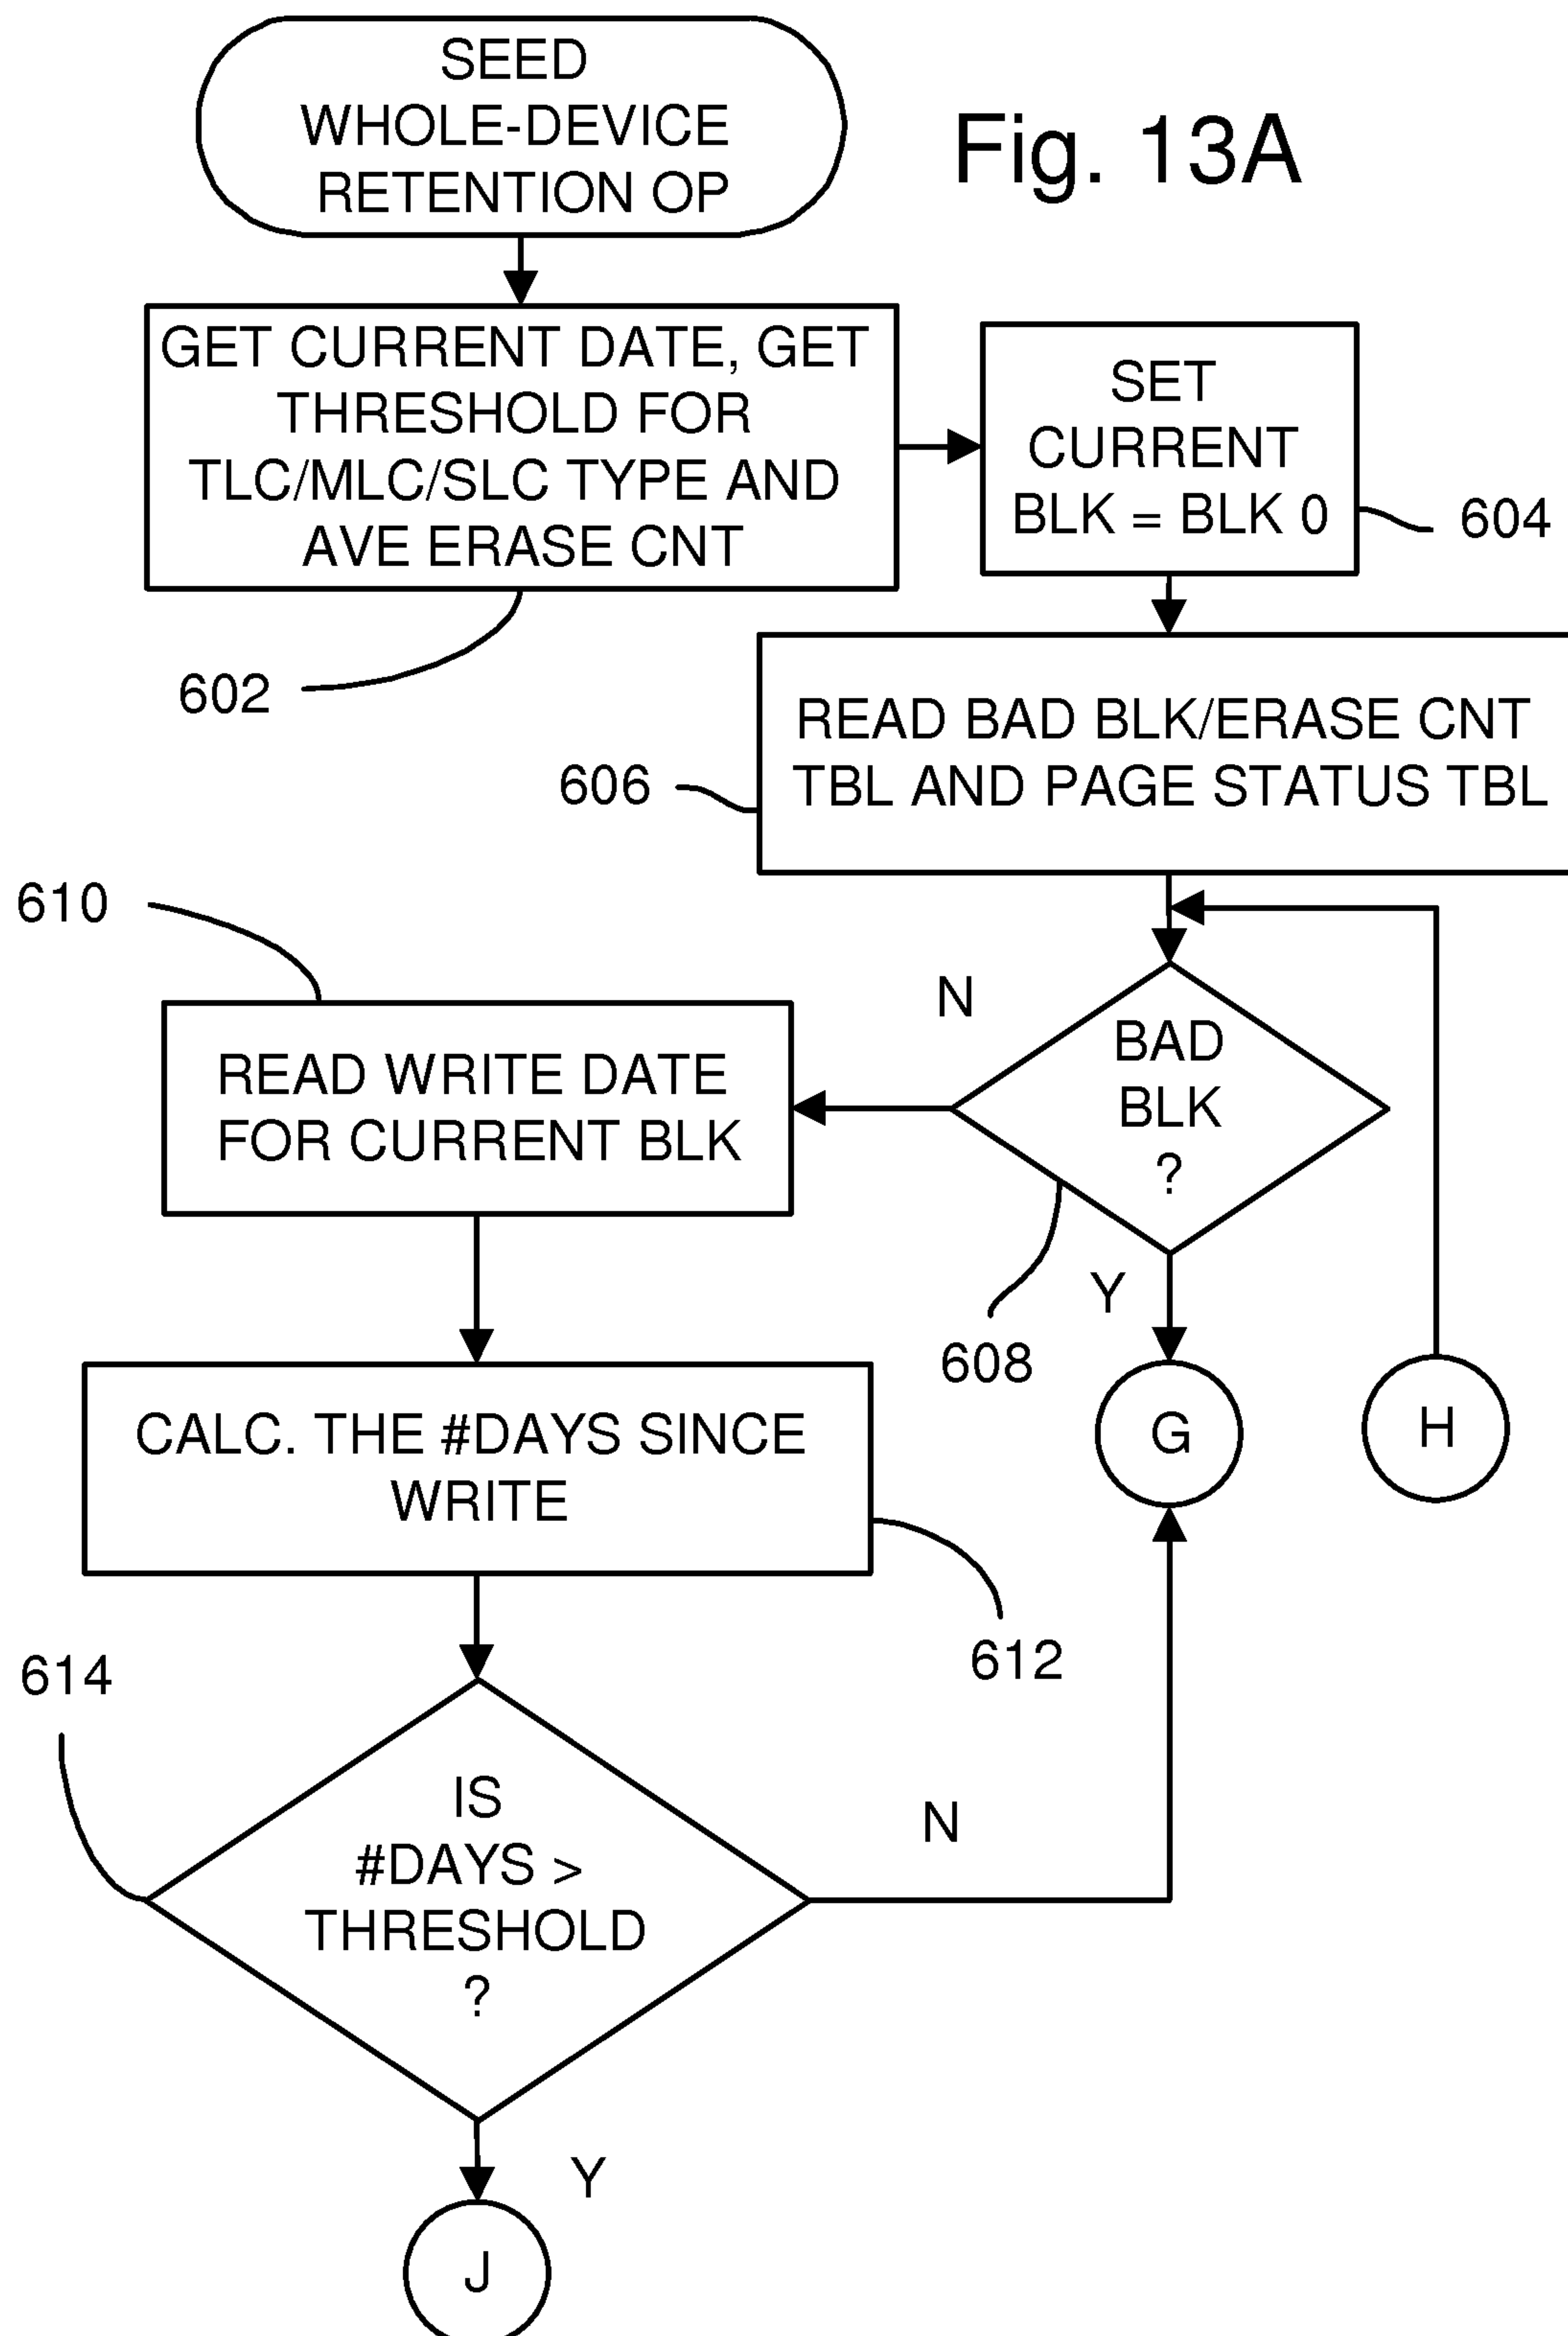 SEED
WHOLE-DEVICE
RETENTION OP
Fig. 13A
GET CURRENT DATE, GET
THRESHOLD FOR
TLC/MLC/SLC TYPE AND
AVE ERASE CNT
SET
CURRENT
BLK = BLK 0
604
602
READ BAD BLK/ERASE CNT
TBL AND PAGE STATUS TBL
606
610
N
BAD
BLK
?
READ WRITE DATE
FOR CURRENT BLK
Y
608
G
H
CALC. THE #DAYS SINCE
WRITE
612
614
IS
#DAYS >
THRESHOLD
?
N
Y
J